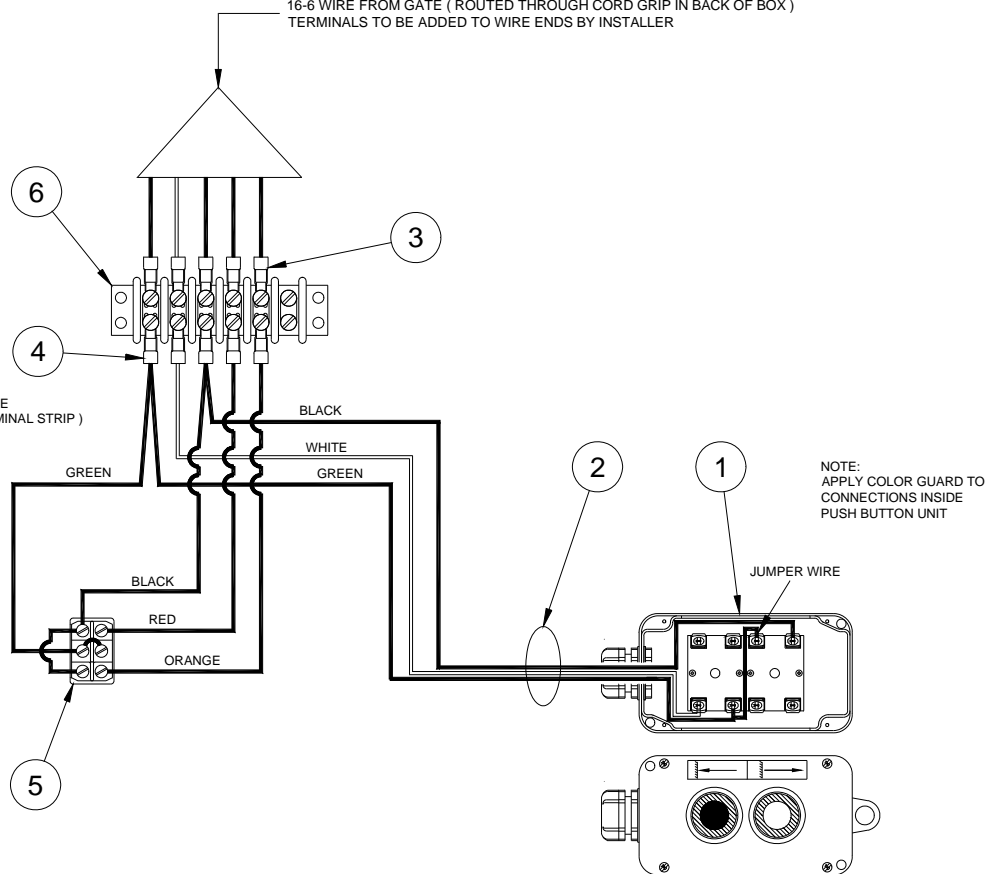 16-6 WIRE FROM GATE ( ROUTED THROUGH CORD GRIP IN BACK OF BOX )
TERMINALS TO BE ADDED TO WIRE ENDS BY INSTALLER
6
3
4
MINAL STRIP )
BLACK
WHITE
GREEN
GREEN
2
1
NOTE:
APPLY COLOR GUARD TO
CONNECTIONS INSIDE
PUSH BUTTON UNIT
JUMPER WIRE
BLACK
RED
ORANGE
5